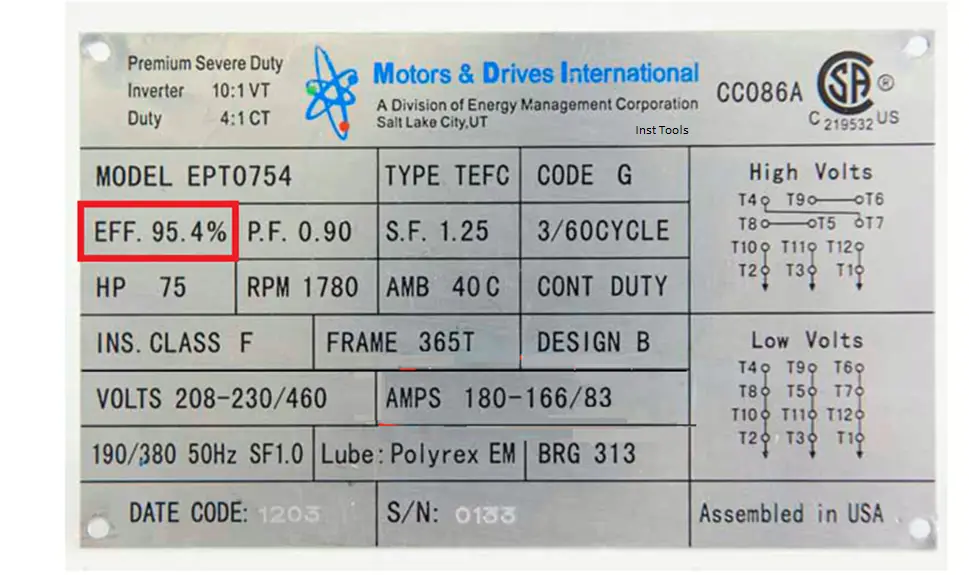 Premium Severe Duty
Inverter 10:1 VT
Duty 4:1 CT
Motors & Drives International
A Division of Energy Management Corporation
Salt Lake City,UT
Inst Tools
CC086A
CSA ®
C 219532 US
MODEL EPT0754 TYPE TEFC CODE G
EFF. 95.4% P.F. 0.90 S.F. 1.25 3/60CYCLE
HP 75 RPM 1780 AMB 40C CONT DUTY
INS. CLASS F FRAME 365T DESIGN B
VOLTS 208-230/460 AMPS 180-166/83
190/380 50Hz SF1.0 Lube: Polyrex EM BRG 313
DATE CODE: 1203 S/N: 0133
High Volts
T4 T9 T6
T8 T5 T7
T10 T11 T12
T2 T3 T1
Low Volts
T4 T9 T6
T8 T5 T7
T10 T11 T12
T2 T3 T1
Assembled in USA